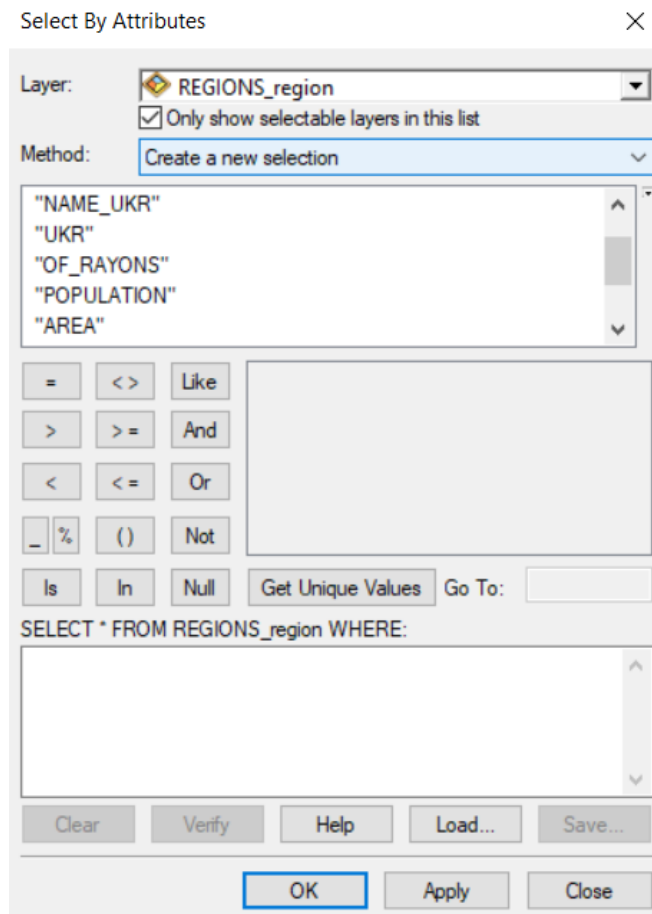 Select By Attributes
Layer: REGIONS_region
Only show selectable layers in this list
Method: Create a new selection
"NAME_UKR"
"UKR"
"OF_RAYONS"
"POPULATION"
"AREA"
= < > Like
> > = And
< < = Or
_ % ( ) Not
Is In Null Get Unique Values Go To:
SELECT * FROM REGIONS_region WHERE:
Clear Verify Help Load... Save...
OK Apply Close